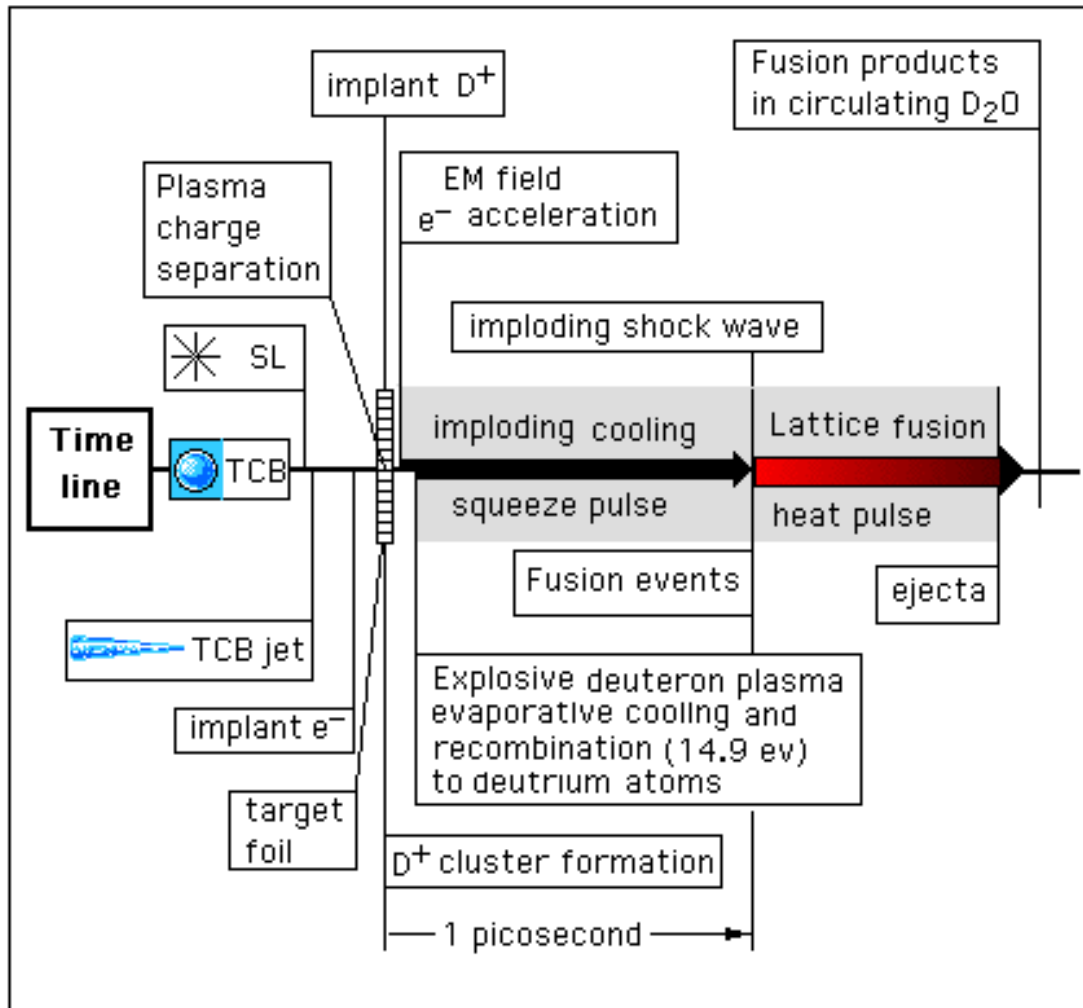 implant D⁺
Fusion products
in circulating D₂O
Plasma
charge
separation
EM field
e⁻ acceleration
SL
imploding shock wave
Time
line
TCB
imploding cooling
squeeze pulse
Lattice fusion
heat pulse
Fusion events
ejecta
TCB jet
implant e⁻
Explosive deuteron plasma
evaporative cooling and
recombination (14.9 ev)
to deutrium atoms
target
foil
D⁺ cluster formation
1 picosecond